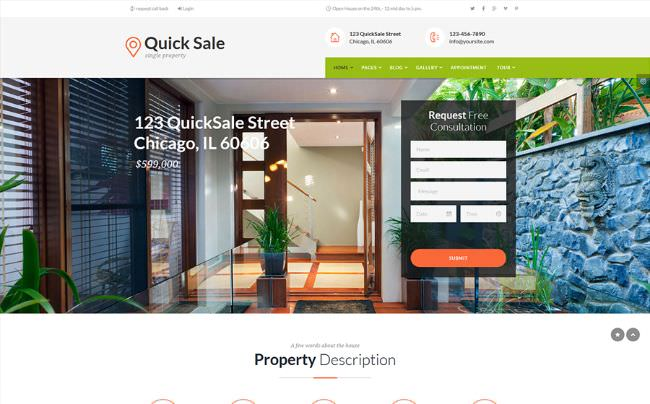 request call back
Login
Open House on the 24th, - 12 mid day to 3 pm.
Quick Sale
single property
123 QuickSale Street
Chicago, IL 60606
123-456-7890
info@yoursite.com
HOME
PAGES
BLOG
GALLERY
APPOINTMENT
TOUR
123 QuickSale Street
Chicago, IL 60606
$599,000
Request Free
Consultation
Name
Email
Message
Date
Time
SUBMIT
A few words about the house
Property Description